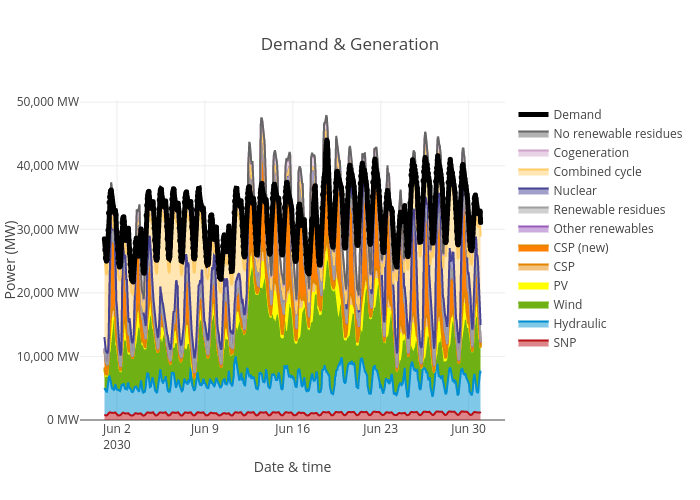 Demand & Generation
50,000 MW
40,000 MW
30,000 MW
20,000 MW
10,000 MW
0 MW
Power (MW)
Jun 2
2030
Jun 9
Jun 16
Jun 23
Jun 30
Date & time
Demand
No renewable residues
Cogeneration
Combined cycle
Nuclear
Renewable residues
Other renewables
CSP (new)
CSP
PV
Wind
Hydraulic
SNP